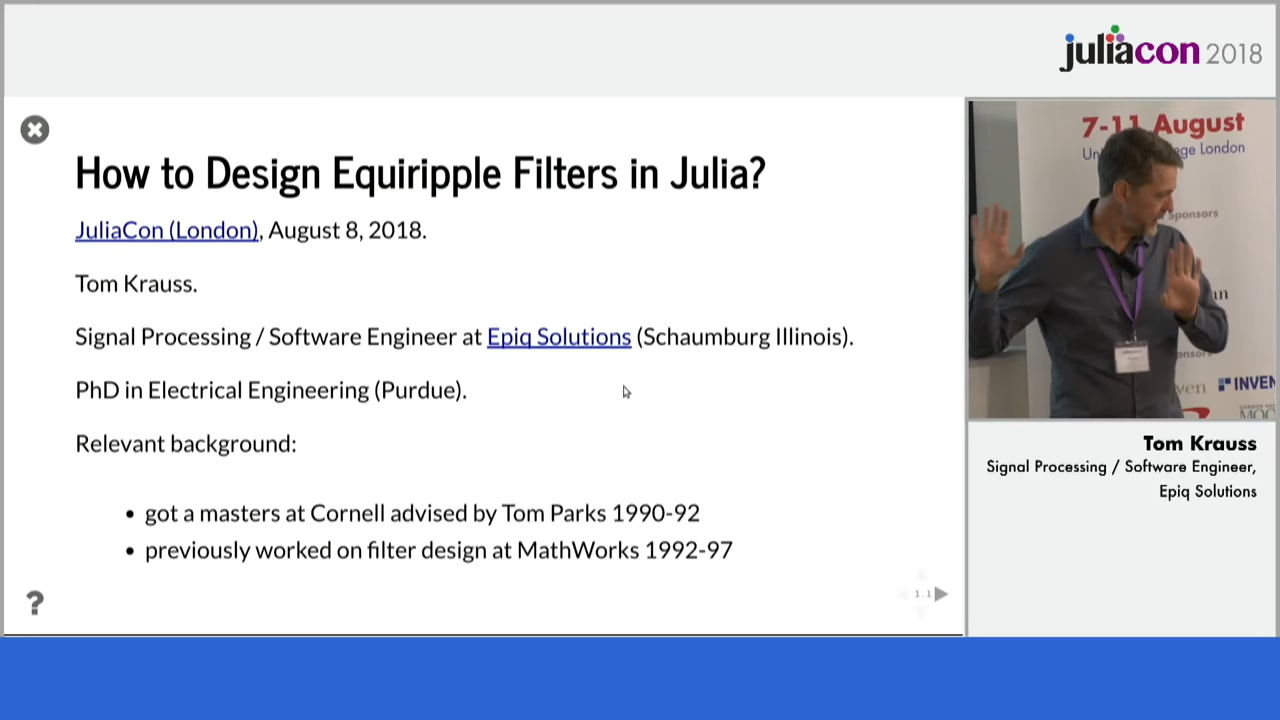 juliacon 2018
How to Design Equiripple Filters in Julia?
JuliaCon (London), August 8, 2018.
Tom Krauss.
Signal Processing / Software Engineer at Epiq Solutions (Schaumburg Illinois).
PhD in Electrical Engineering (Purdue).
Relevant background:
• got a masters at Cornell advised by Tom Parks 1990-92
• previously worked on filter design at MathWorks 1992-97
?
1.1
7-11 August
ge London
Sponsors
INVEN
Tom Krauss
Signal Processing / Software Engineer,
Epiq Solutions